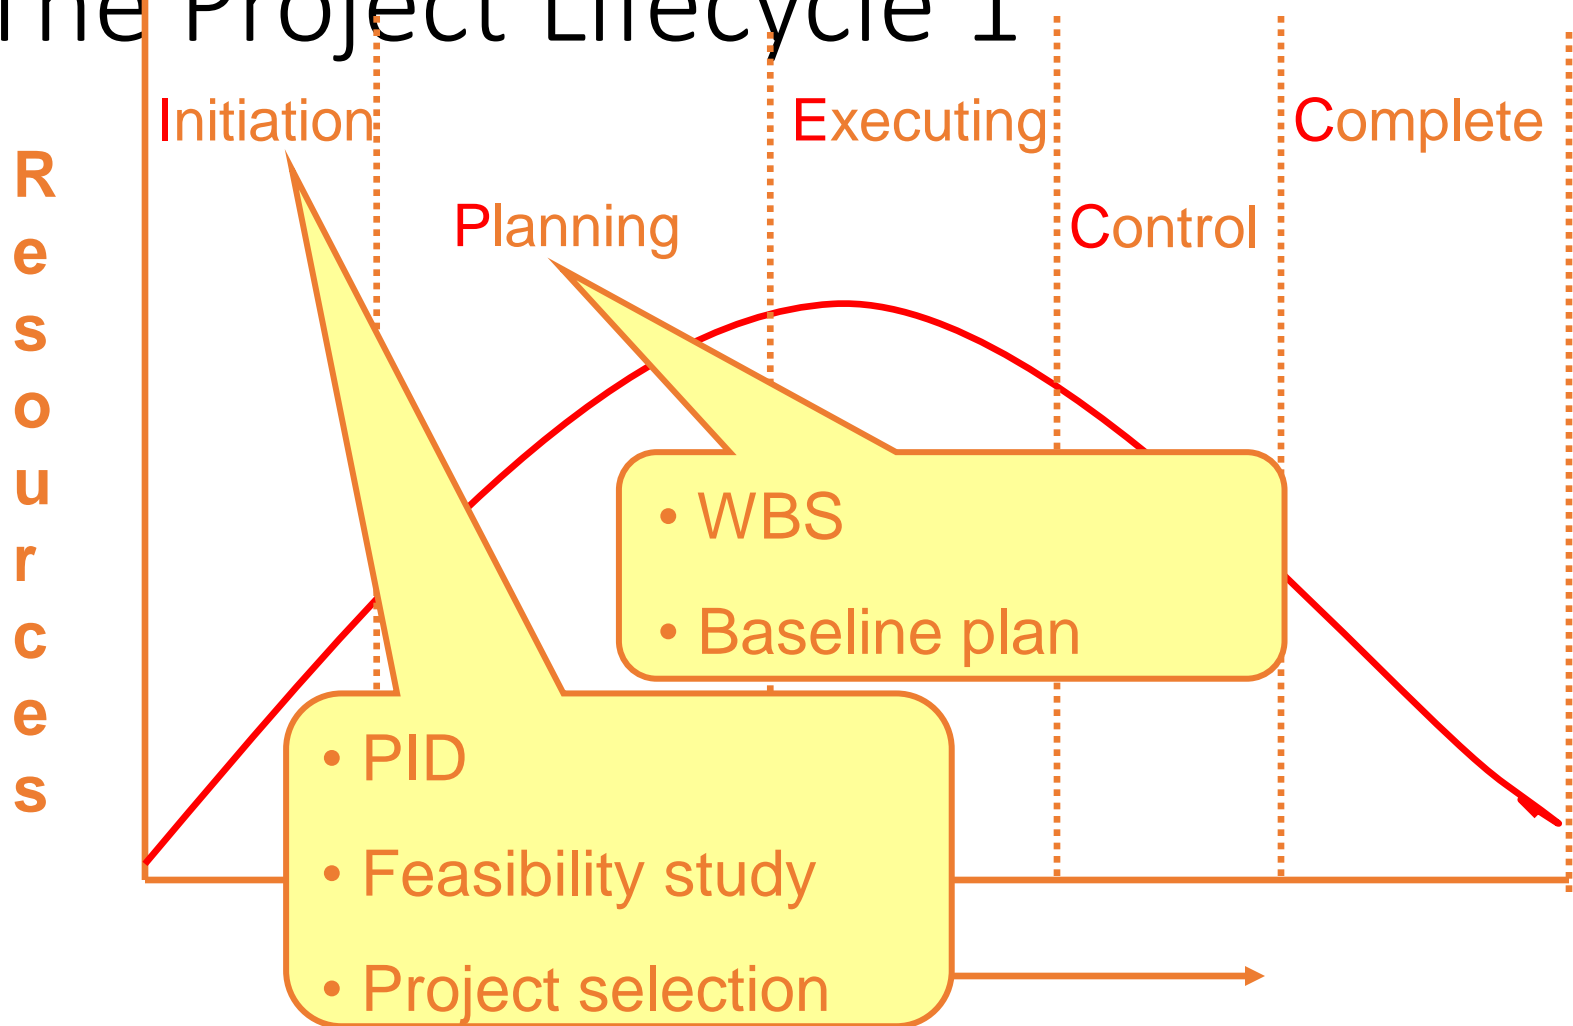 The Project Lifecycle 1
Initiation
Executing
Complete
Planning
Control
Resources
• WBS
• Baseline plan
• PID
• Feasibility study
• Project selection